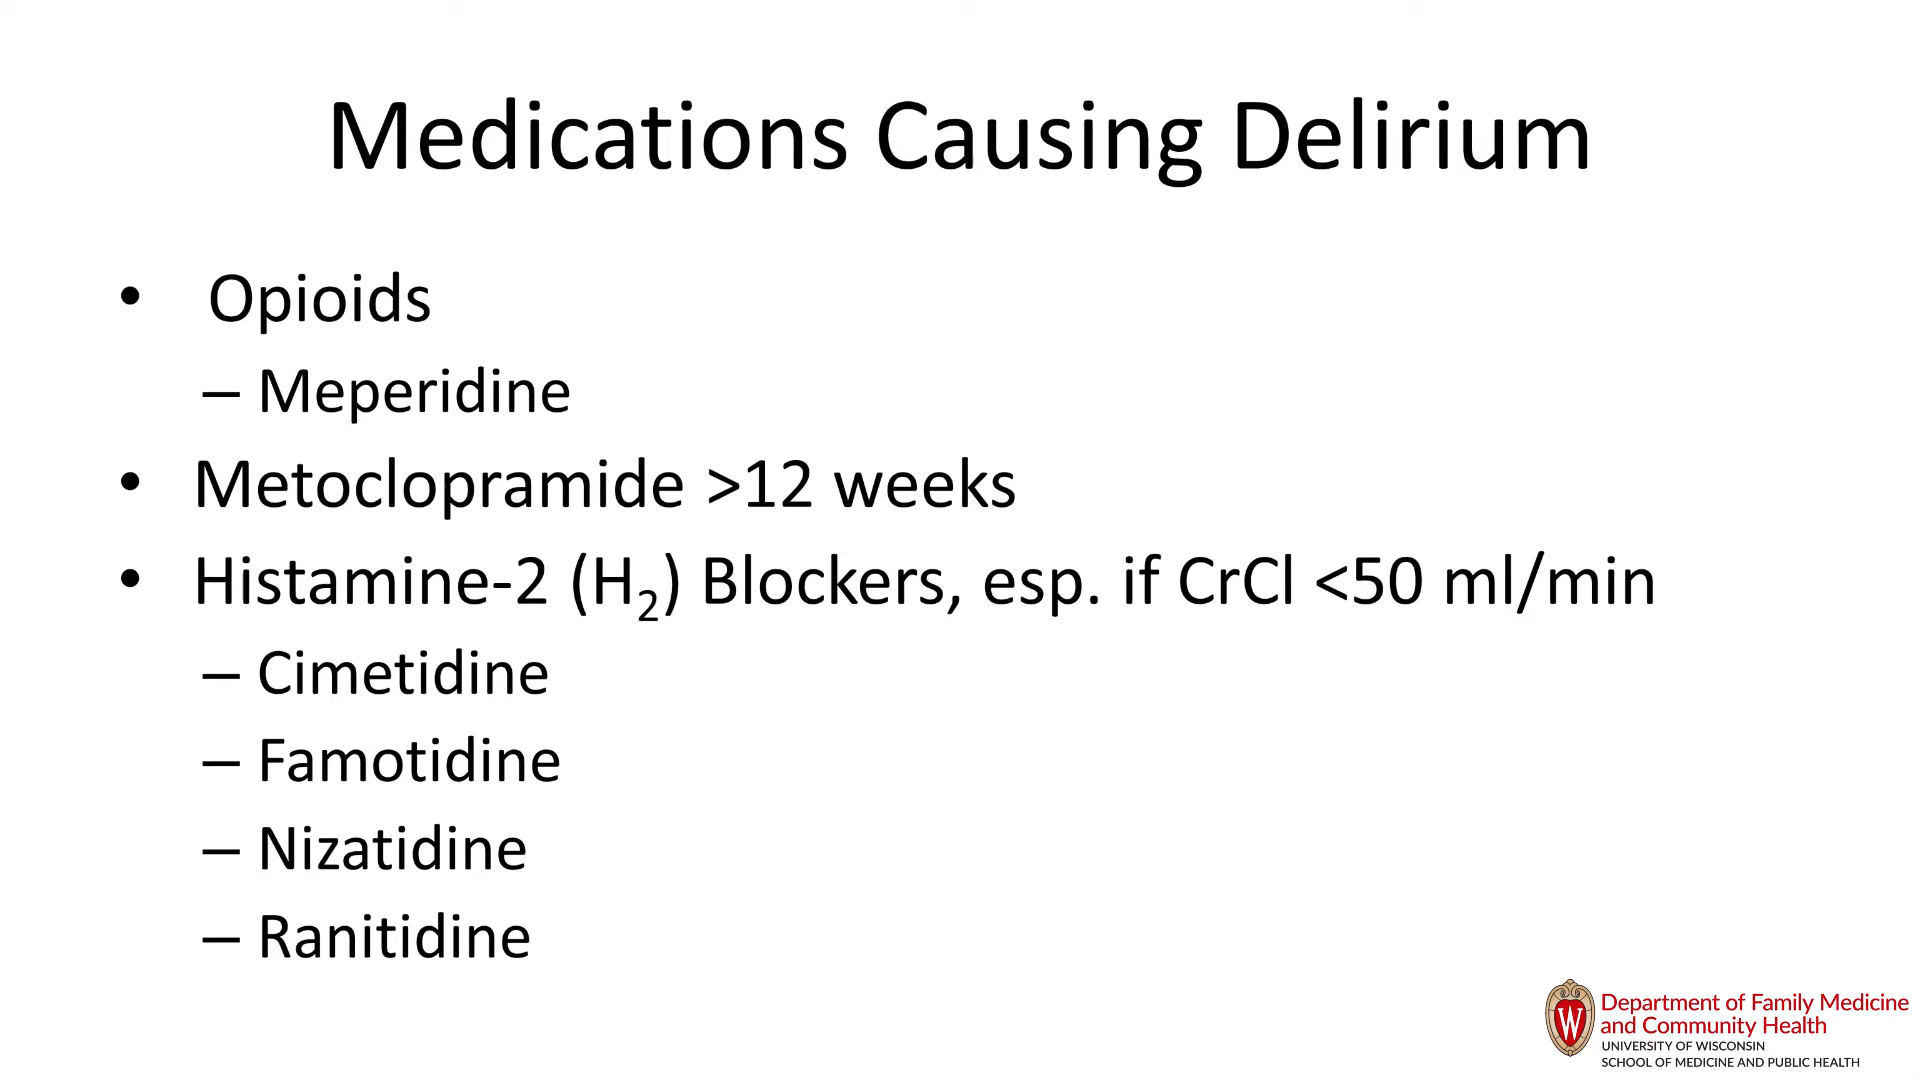 Medications Causing Delirium
• Opioids
– Meperidine
• Metoclopramide >12 weeks
• Histamine-2 (H₂) Blockers, esp. if CrCl <50 ml/min
– Cimetidine
– Famotidine
– Nizatidine
– Ranitidine
W
Department of Family Medicine
and Community Health
UNIVERSITY OF WISCONSIN
SCHOOL OF MEDICINE AND PUBLIC HEALTH